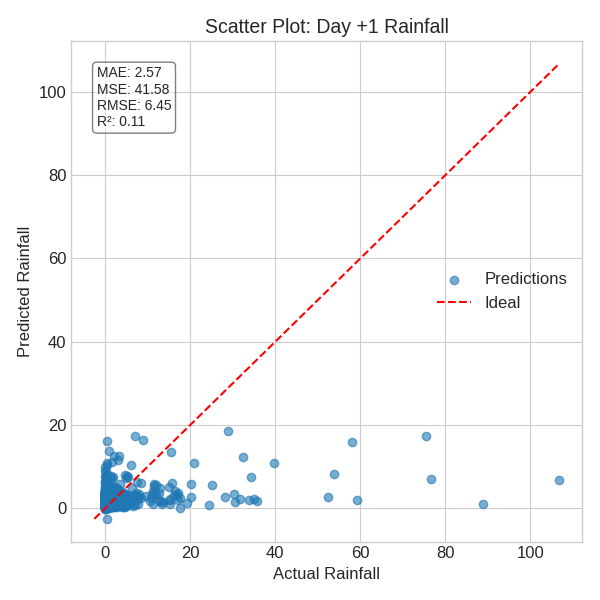 Scatter Plot: Day +1 Rainfall
MAE: 2.57
MSE: 41.58
RMSE: 6.45
R²: 0.11
100
80
60
40
20
0
Predicted Rainfall
Predictions
Ideal
0 20 40 60 80 100
Actual Rainfall